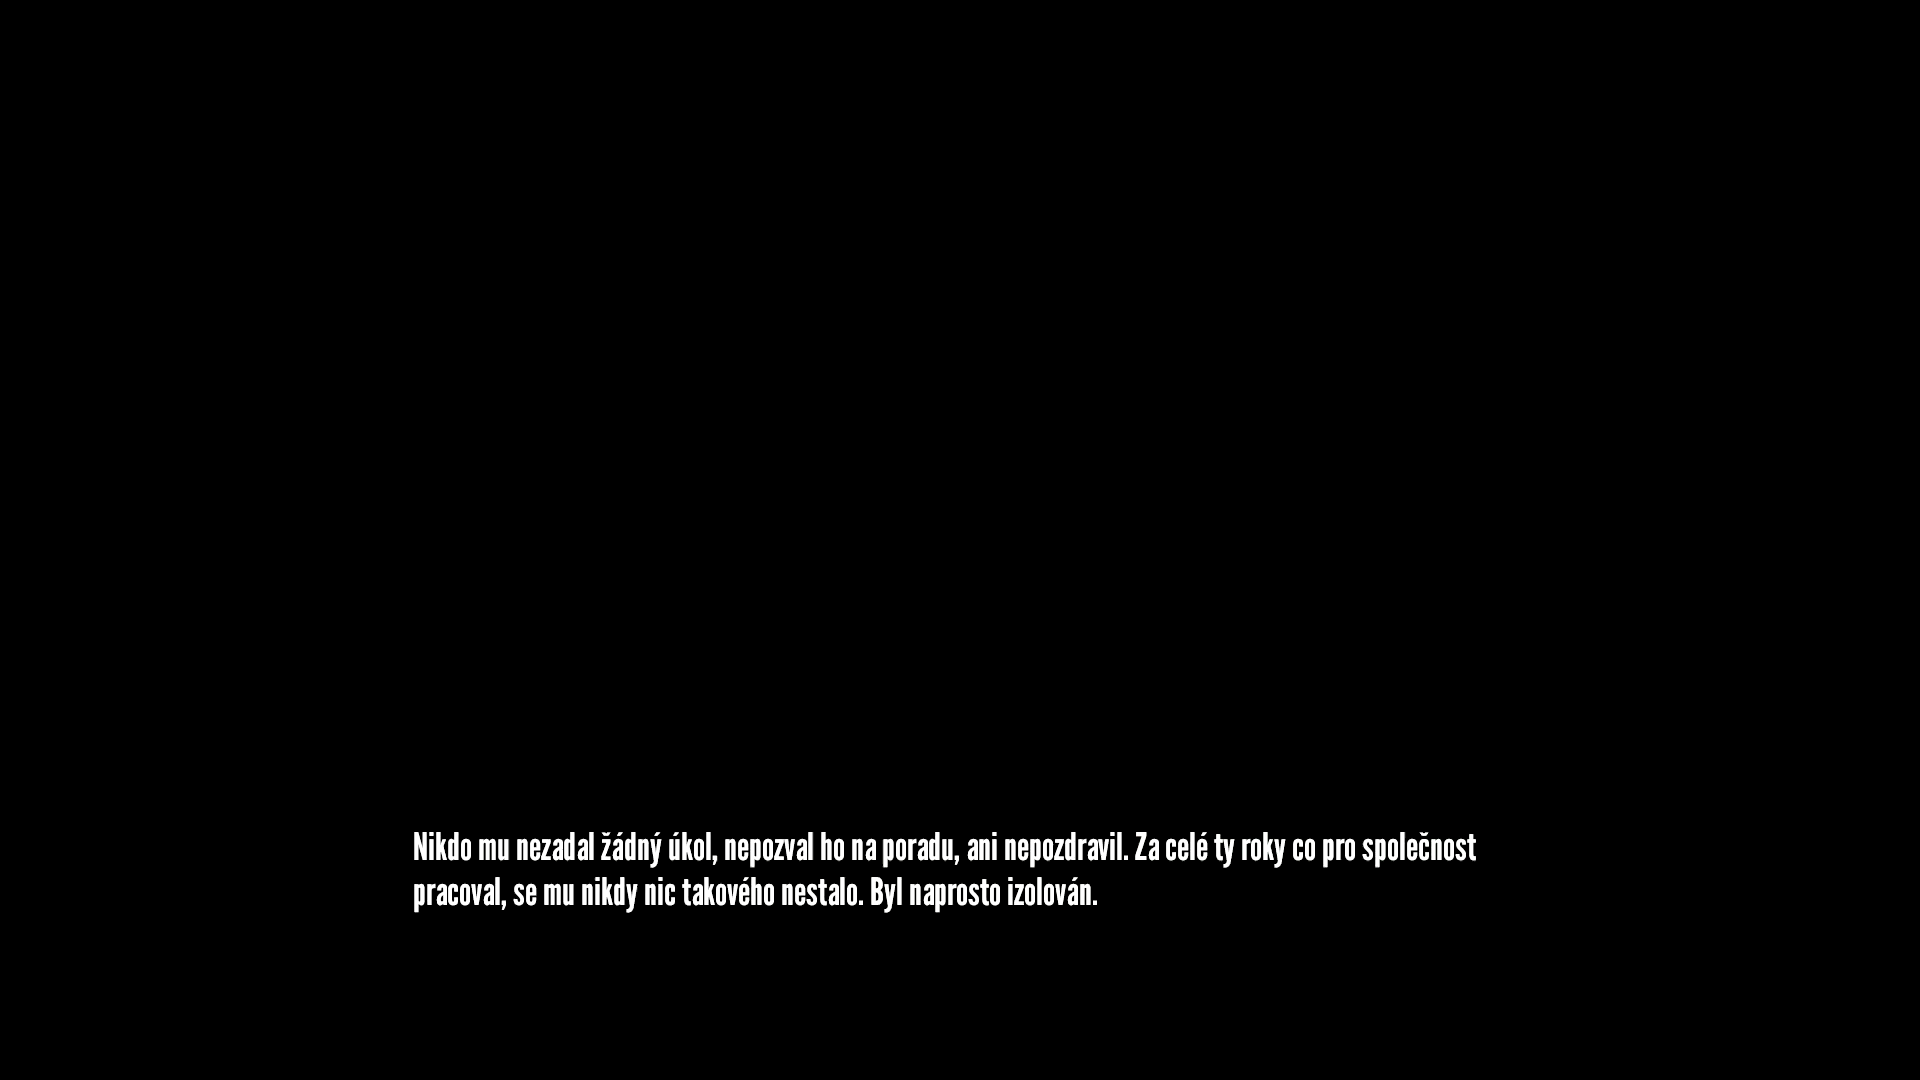 Nikdo mu nezadal žádný úkol, nepozval ho na poradu, ani nepozdravil. Za celé ty roky co pro společnost
pracoval, se mu nikdy nic takového nestalo. Byl naprosto izolován.